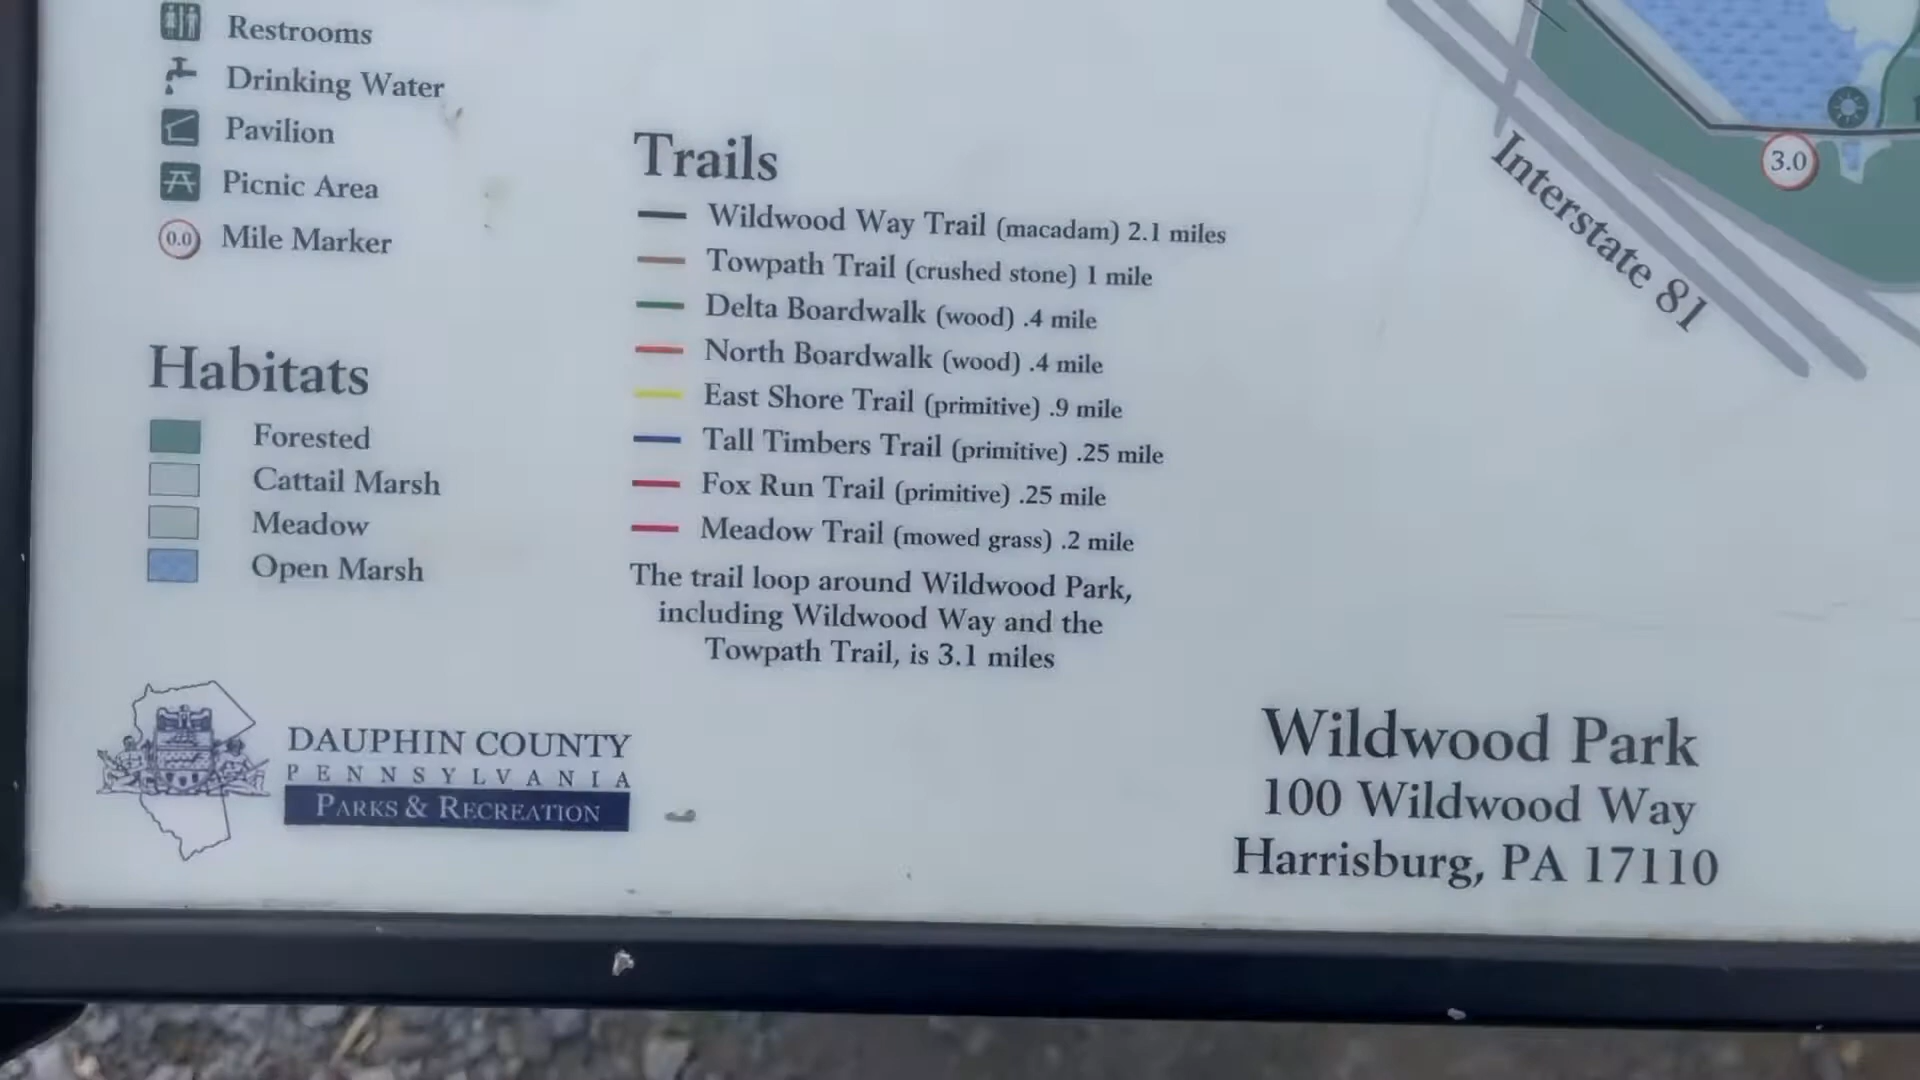 Restrooms
Drinking Water
Pavilion
Picnic Area
0.0 Mile Marker
Habitats
Forested
Cattail Marsh
Meadow
Open Marsh
Trails
Wildwood Way Trail (macadam) 2.1 miles
Towpath Trail (crushed stone) 1 mile
Delta Boardwalk (wood) .4 mile
North Boardwalk (wood) .4 mile
East Shore Trail (primitive) .9 mile
Tall Timbers Trail (primitive) .25 mile
Fox Run Trail (primitive) .25 mile
Meadow Trail (mowed grass) .2 mile
The trail loop around Wildwood Park,
including Wildwood Way and the
Towpath Trail, is 3.1 miles
3.0
Interstate 81
DAUPHIN COUNTY
PENNSYLVANIA
PARKS & RECREATION
Wildwood Park
100 Wildwood Way
Harrisburg, PA 17110